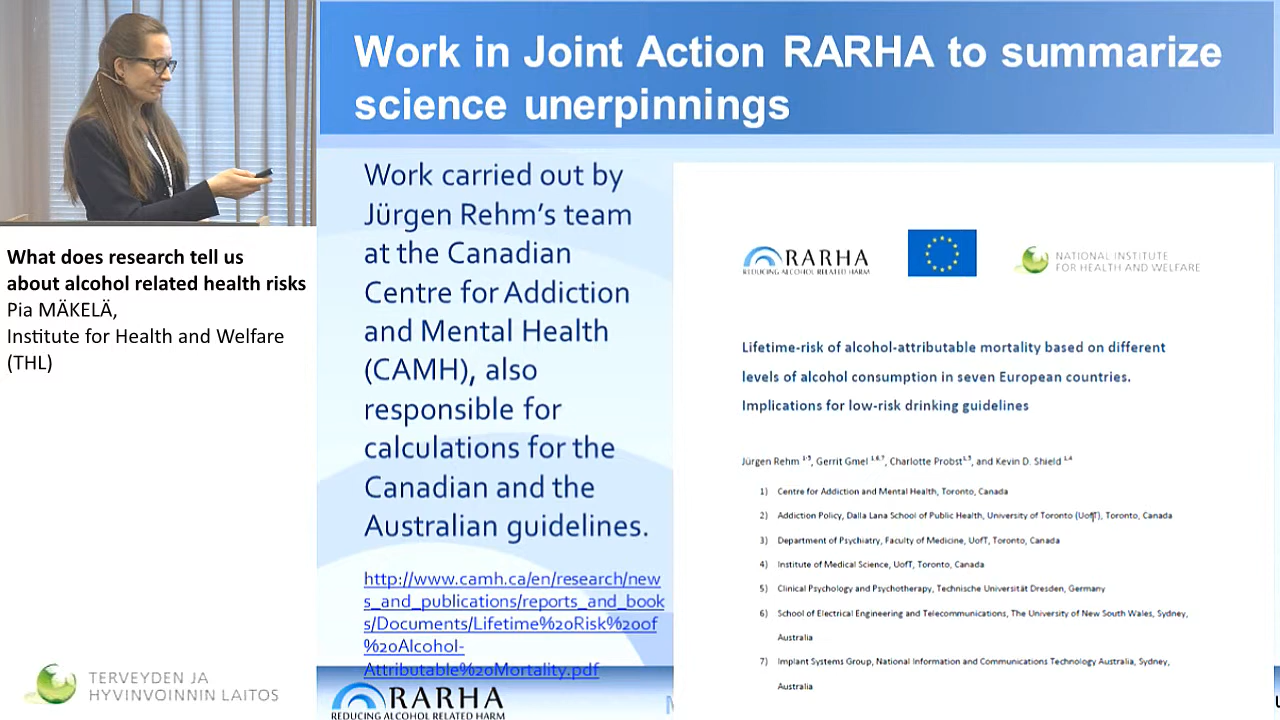 Work in Joint Action RARHA to summarize
science unerpinnings
Work carried out by
Jürgen Rehm's team
at the Canadian
Centre for Addiction
and Mental Health
(CAMH), also
responsible for
calculations for the
Canadian and the
Australian guidelines.
http://www.camh.ca/en/research/new
s_and_publications/reports_and_book
s/Documents/Lifetime%20Risk%20of
f%20Alcohol-
Attributable%20Mortality.pdf
RARHA
REDUCING ALCOHOL RELATED HARM
RARHA
REDUCING ALCOHOL RELATED HARM
NATIONAL INSTITUTE
FOR HEALTH AND WELFARE
Lifetime-risk of alcohol-attributable mortality based on different
levels of alcohol consumption in seven European countries.
Implications for low-risk drinking guidelines
Jürgen Rehm 1-5, Gerrit Gmel 1,6,7, Charlotte Probst1,5, and Kevin D. Shield 1,4
1) Centre for Addiction and Mental Health, Toronto, Canada
2) Addiction Policy, Dalla Lana School of Public Health, University of Toronto (UofT), Toronto, Canada
3) Department of Psychiatry, Faculty of Medicine, UofT, Toronto, Canada
4) Institute of Medical Science, UofT, Toronto, Canada
5) Clinical Psychology and Psychotherapy, Technische Universität Dresden, Germany
6) School of Electrical Engineering and Telecommunications, The University of New South Wales, Sydney,
Australia
7) Implant Systems Group, National Information and Communications Technology Australia, Sydney,
Australia
What does research tell us
about alcohol related health risks
Pia MÄKELÄ,
Institute for Health and Welfare
(THL)
TERVEYDEN JA
HYVINVOINNIN LAITOS